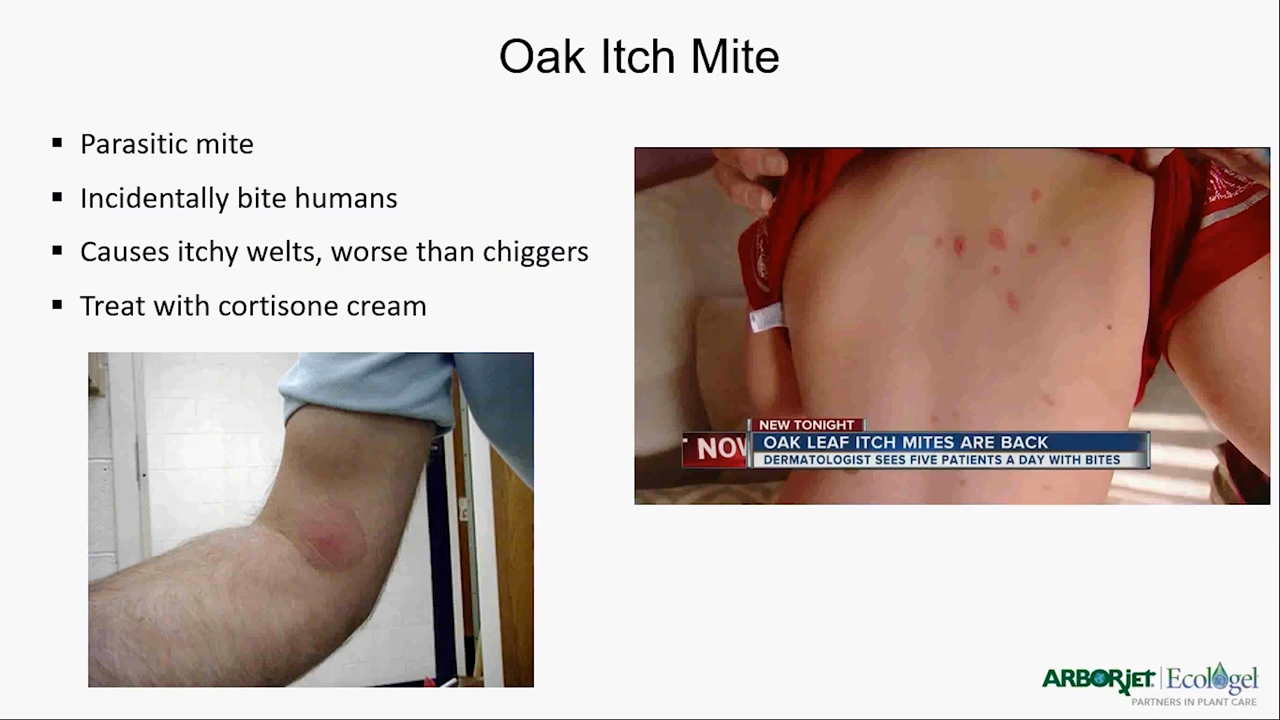 Oak Itch Mite
▪ Parasitic mite
▪ Incidentally bite humans
▪ Causes itchy welts, worse than chiggers
▪ Treat with cortisone cream
NEW TONIGHT
NOW
OAK LEAF ITCH MITES ARE BACK
DERMATOLOGIST SEES FIVE PATIENTS A DAY WITH BITES
ARBORjet | Ecologel
PARTNERS IN PLANT CARE